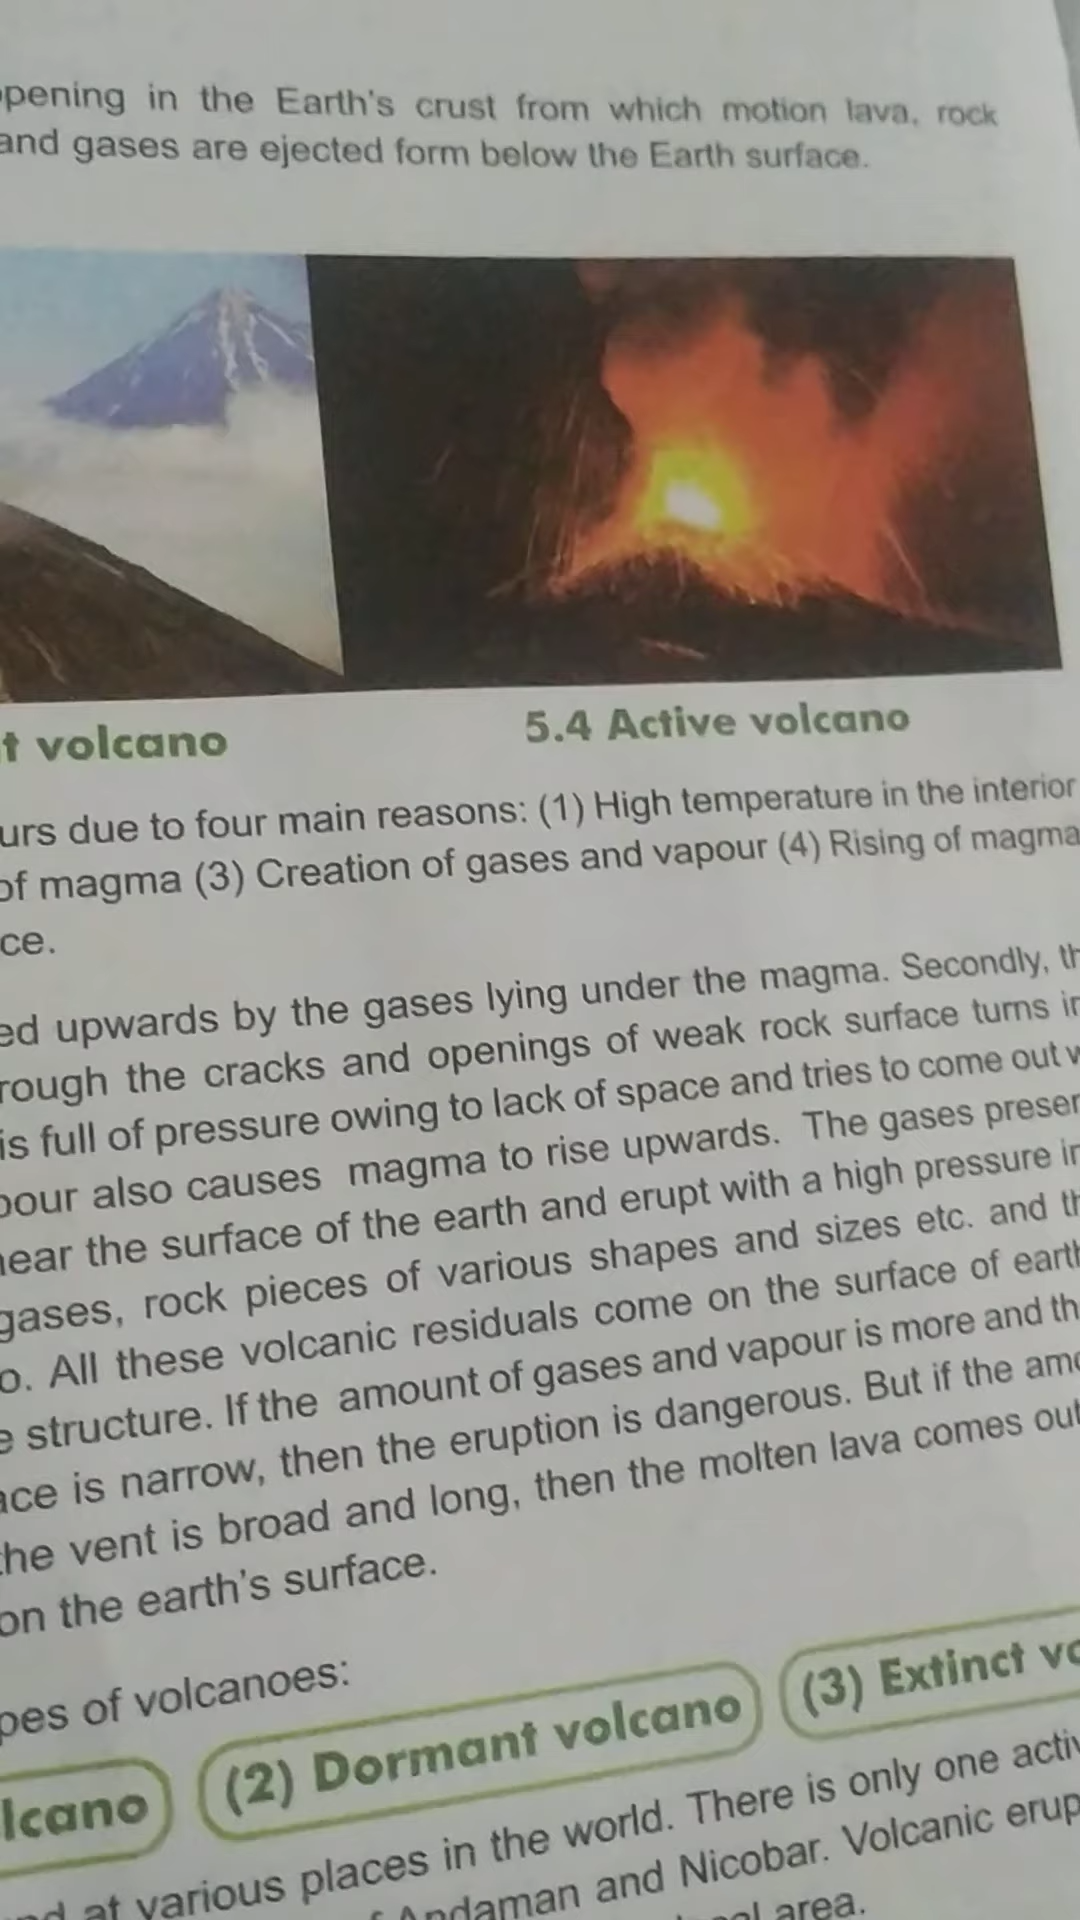 pening in the Earth's crust from which motion lava, rock
and gases are ejected form below the Earth surface.
t volcano
5.4 Active volcano
urs due to four main reasons: (1) High temperature in the interior
of magma (3) Creation of gases and vapour (4) Rising of magma
ce.
ed upwards by the gases lying under the magma. Secondly, th
rough the cracks and openings of weak rock surface turns in
is full of pressure owing to lack of space and tries to come out w
pour also causes magma to rise upwards. The gases presen
near the surface of the earth and erupt with a high pressure in
gases, rock pieces of various shapes and sizes etc. and th
o. All these volcanic residuals come on the surface of earth
e structure. If the amount of gases and vapour is more and th
ace is narrow, then the eruption is dangerous. But if the amo
the vent is broad and long, then the molten lava comes out
on the earth's surface.
pes of volcanoes:
lcano
(2) Dormant volcano
(3) Extinct vo
nd at various places in the world. There is only one activ
Andaman and Nicobar. Volcanic erup
area.